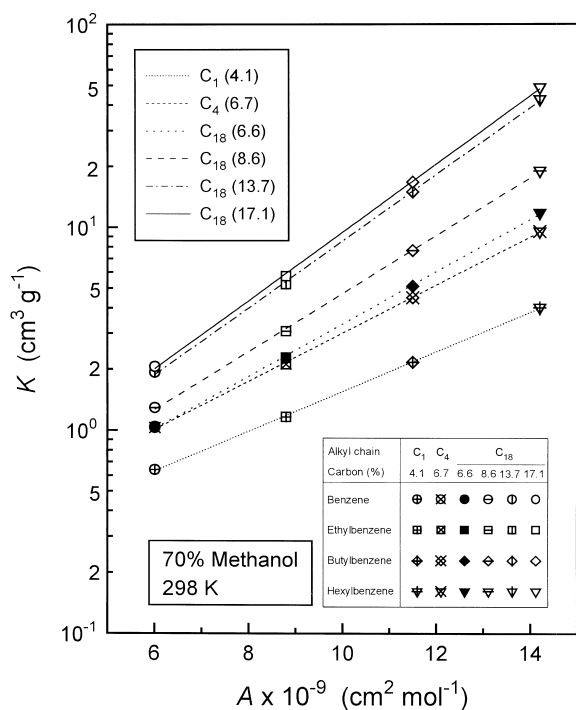 10²
5
2
10¹
5
2
10⁰
5
2
10⁻¹
K (cm³ g⁻¹)
C₁ (4.1)
C₄ (6.7)
C₁₈ (6.6)
C₁₈ (8.6)
C₁₈ (13.7)
C₁₈ (17.1)
Alkyl chain C₁ C₄ C₁₈
Carbon (%) 4.1 6.7 6.6 8.6 13.7 17.1
Benzene
Ethylbenzene
Butylbenzene
Hexylbenzene
70% Methanol
298 K
6 8 10 12 14
A x 10⁻⁹ (cm² mol⁻¹)